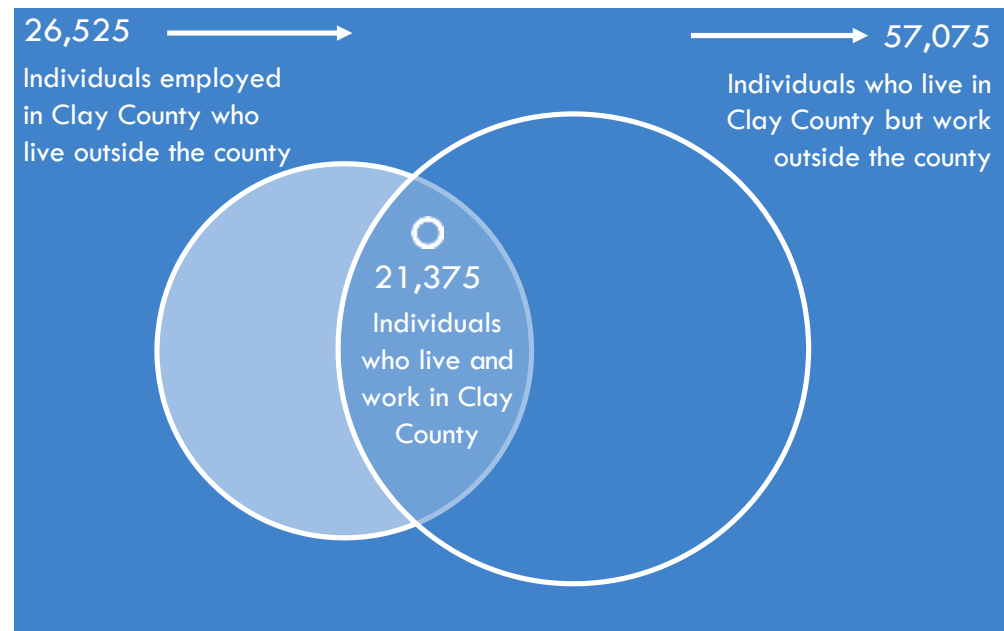 26,525
Individuals employed
in Clay County who
live outside the county
57,075
Individuals who live in
Clay County but work
outside the county
21,375
Individuals
who live and
work in Clay
County